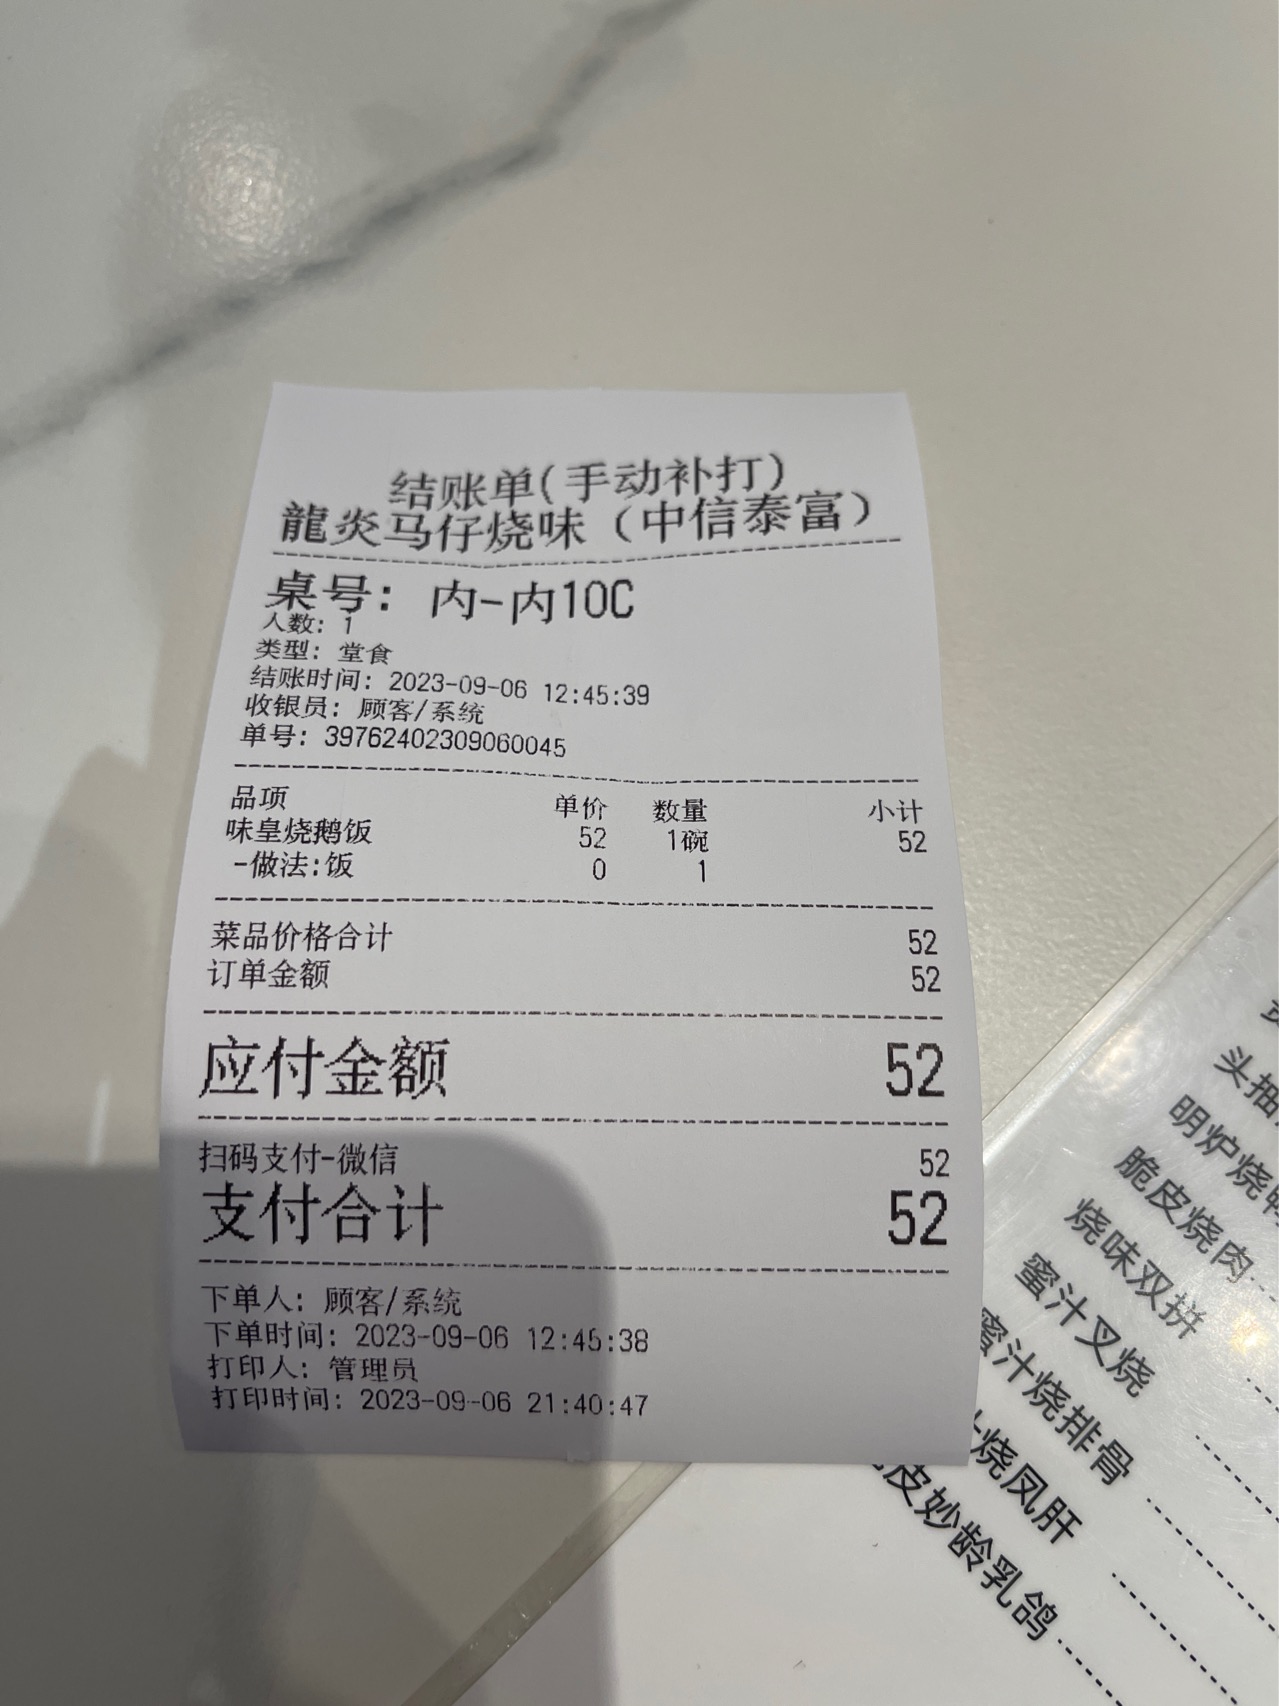 结账单(手动补打)
龍炎马仔烧味（中信泰富）
桌号: 内-内10C
人数: 1
类型: 堂食
结账时间: 2023-09-06 12:45:39
收银员: 顾客/系统
单号: 39762402309060045
品项 单价 数量 小计
味皇烧鹅饭 52 1碗 52
-做法:饭 0 1
菜品价格合计 52
订单金额 52
应付金额 52
扫码支付-微信 52
支付合计 52
下单人: 顾客/系统
下单时间: 2023-09-06 12:45:38
打印人: 管理员
打印时间: 2023-09-06 21:40:47
头抽
明炉烧鸭
脆皮烧肉
烧味双拼
蜜汁叉烧
蜜汁烧排骨
烧凤肝
皮妙龄乳鸽